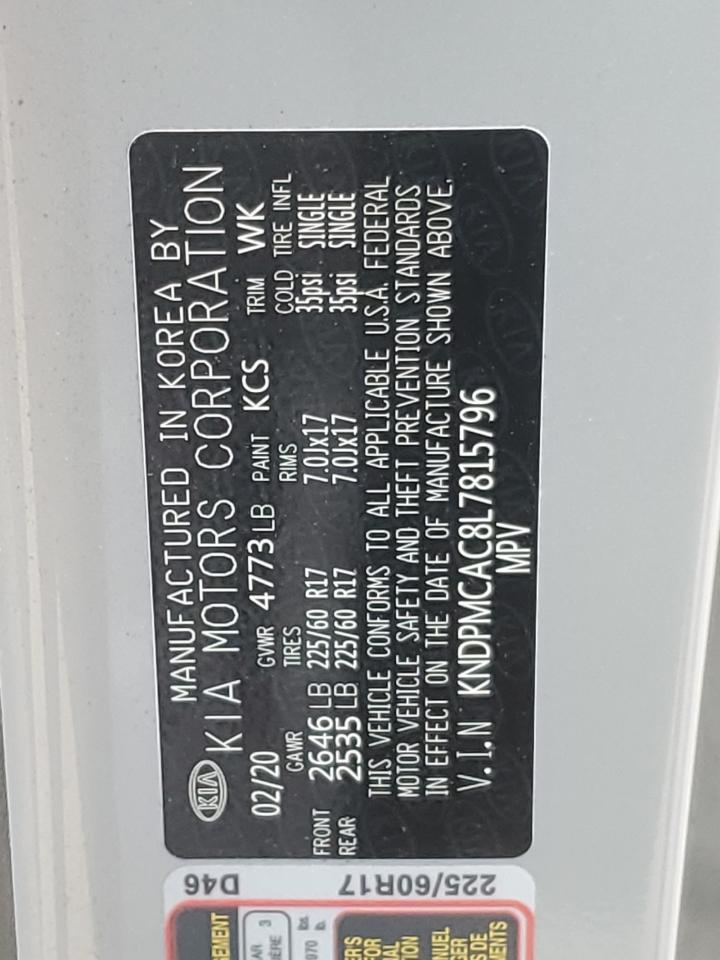 MANUFACTURED IN KOREA BY
KIA KIA MOTORS CORPORATION
02/20 GVWR 4773 LB PAINT KCS TRIM WK
GAWR TIRES RIMS COLD TIRE INFL
FRONT 2646 LB 225/60 R17 7.0Jx17 35psi SINGLE
REAR 2535 LB 225/60 R17 7.0Jx17 35psi SINGLE
THIS VEHICLE CONFORMS TO ALL APPLICABLE U.S.A. FEDERAL
MOTOR VEHICLE SAFETY AND THEFT PREVENTION STANDARDS
IN EFFECT ON THE DATE OF MANUFACTURE SHOWN ABOVE.
V.I.N KNDPMCAC8L7815796
MPV
225/60R17 D46